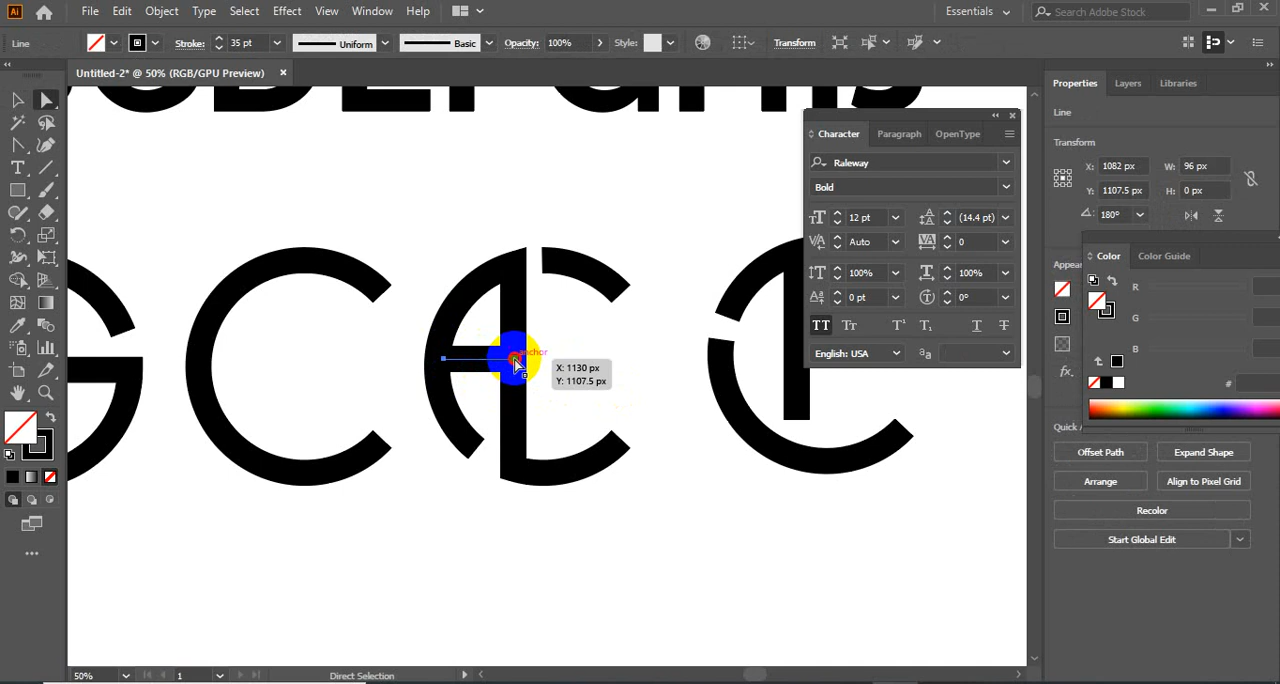 Ai File Edit Object Type Select Effect View Window Help Essentials Search Adobe Stock
Line Stroke: 35 pt Uniform Basic Opacity: 100% Style: Transform
Untitled-2* @ 50% (RGB/GPU Preview)
Character Paragraph OpenType
Raleway
Bold
12 pt (14.4 pt)
Auto 0
100% 100%
0 pt 0°
TT Tr T¹ T₁ T T
English: USA
anchor
X: 1130 px
Y: 1107.5 px
Properties Layers Libraries
Line
Transform
X: 1082 px W: 96 px
Y: 1107.5 px H: 0 px
180°
Appear
Color Color Guide
R
G
B
#
Quick A
Offset Path Expand Shape
Arrange Align to Pixel Grid
Recolor
Start Global Edit
50% 1 Direct Selection